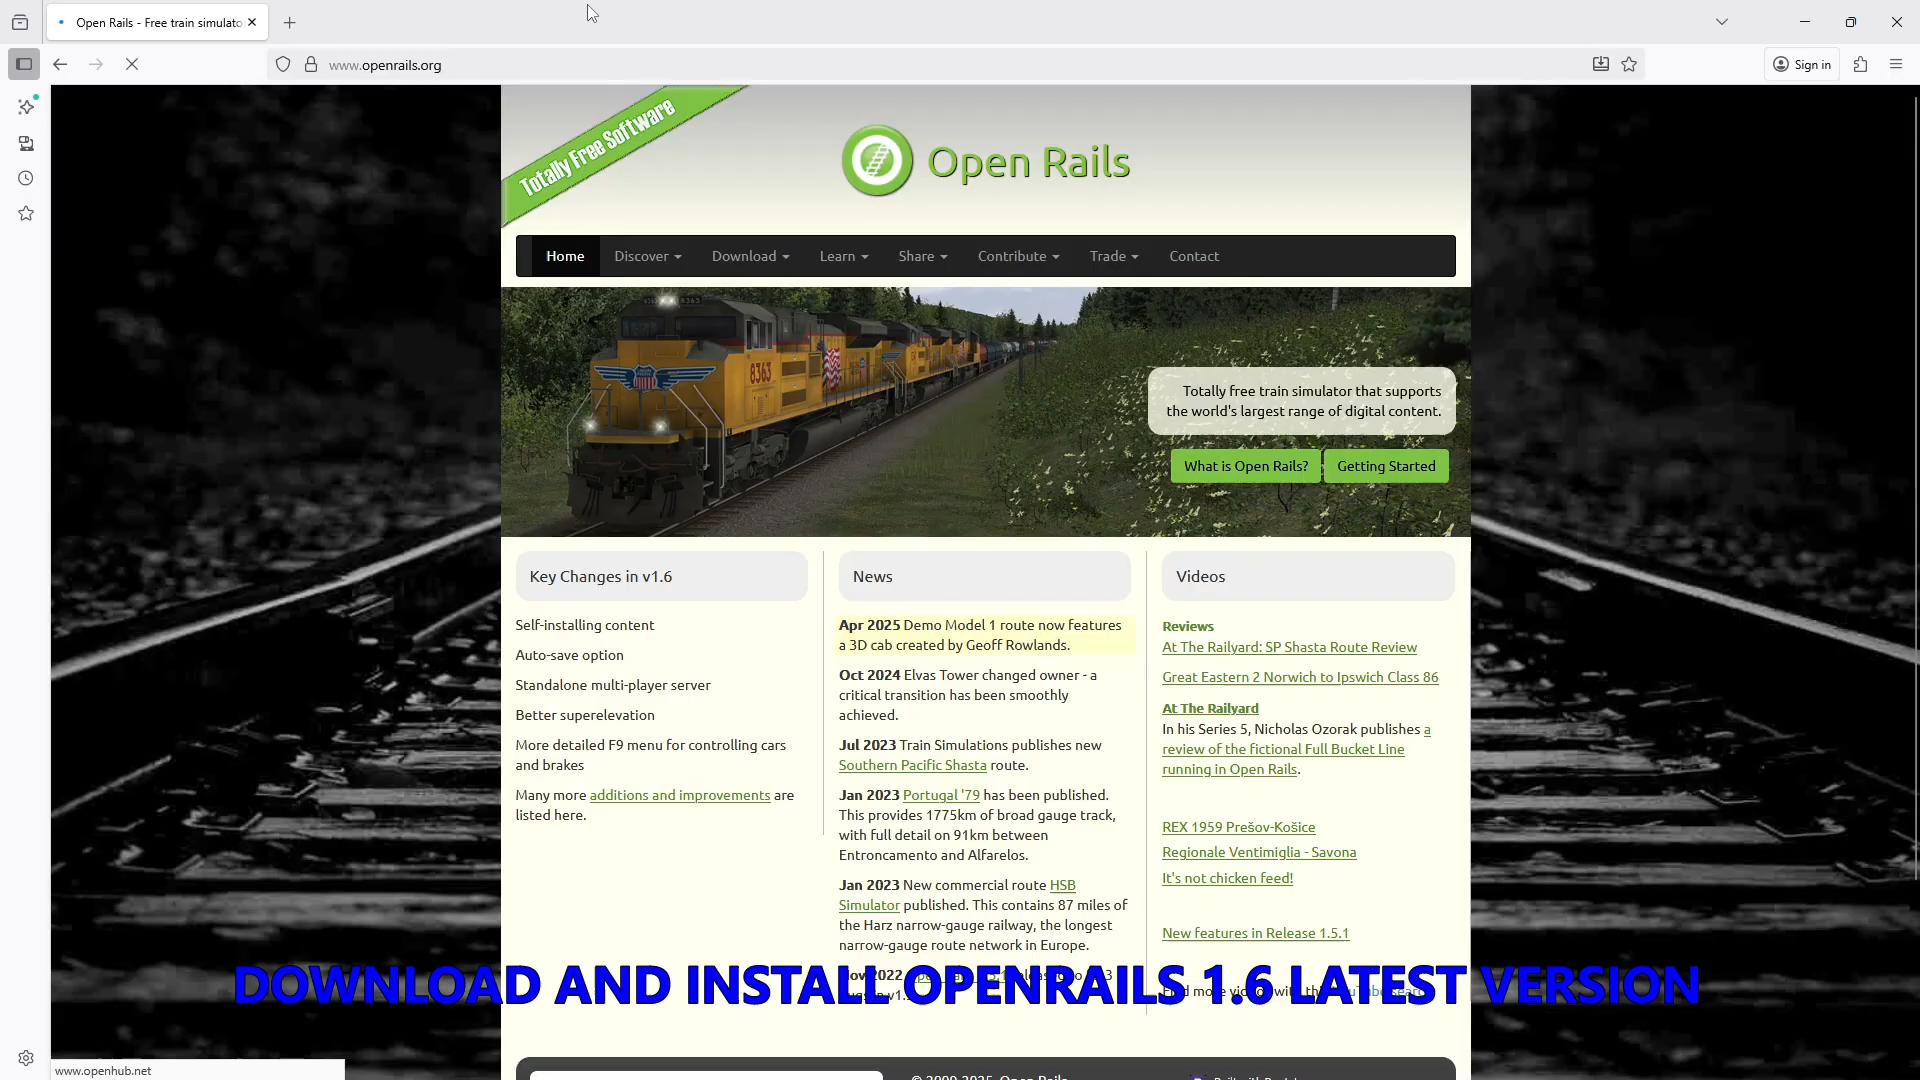 Open Rails - Free train simulato
www.openrails.org
Sign in
Totally Free Software
Open Rails
Home
Discover
Download
Learn
Share
Contribute
Trade
Contact
8363
8363
Totally free train simulator that supports
the world's largest range of digital content.
What is Open Rails?
Getting Started
Key Changes in v1.6
Self-installing content
Auto-save option
Standalone multi-player server
Better superelevation
More detailed F9 menu for controlling cars
and brakes
Many more additions and improvements are
listed here.
News
Apr 2025 Demo Model 1 route now features
a 3D cab created by Geoff Rowlands.
Oct 2024 Elvas Tower changed owner - a
critical transition has been smoothly
achieved.
Jul 2023 Train Simulations publishes new
Southern Pacific Shasta route.
Jan 2023 Portugal '79 has been published.
This provides 1775km of broad gauge track,
with full detail on 91km between
Entroncamento and Alfarelos.
Jan 2023 New commercial route HSB
Simulator published. This contains 87 miles of
the Harz narrow-gauge railway, the longest
narrow-gauge route network in Europe.
Nov 2022
Videos
Reviews
At The Railyard: SP Shasta Route Review
Great Eastern 2 Norwich to Ipswich Class 86
At The Railyard
In his Series 5, Nicholas Ozorak publishes a
review of the fictional Full Bucket Line
running in Open Rails.
REX 1959 Prešov-Košice
Regionale Ventimiglia - Savona
It's not chicken feed!
New features in Release 1.5.1
DOWNLOAD AND INSTALL OPENRAILS 1.6 LATEST VERSION
www.openhub.net